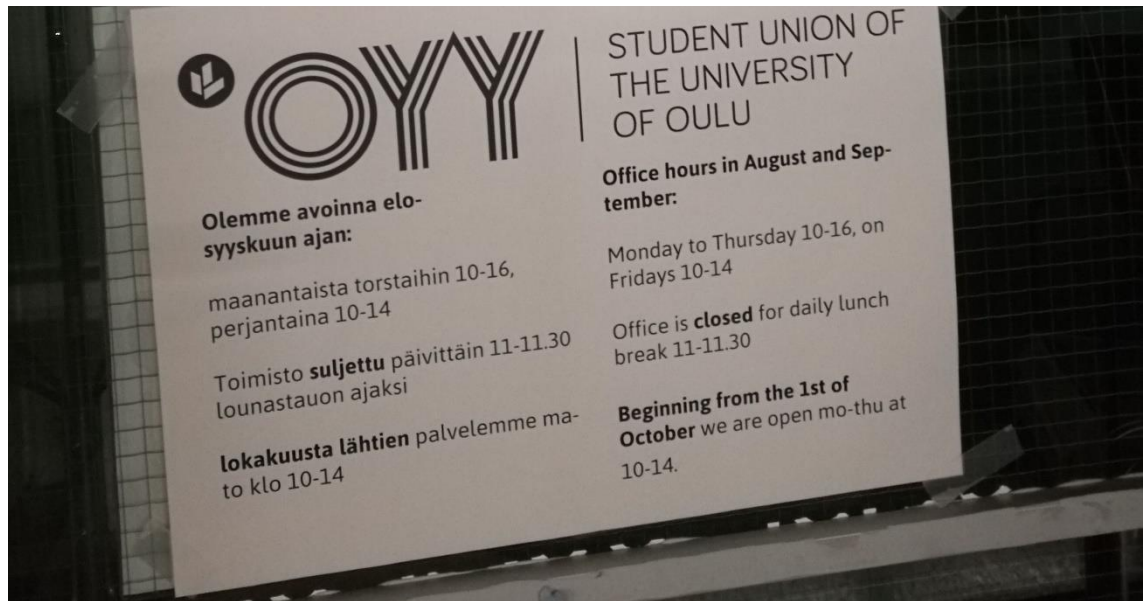 OYY
STUDENT UNION OF
THE UNIVERSITY
OF OULU
Olemme avoinna elo-
syyskuun ajan:
maanantaista torstaihin 10-16,
perjantaina 10-14
Toimisto suljettu päivittäin 11-11.30
lounastauon ajaksi
lokakuusta lähtien palvelemme ma-
to klo 10-14
Office hours in August and Sep-
tember:
Monday to Thursday 10-16, on
Fridays 10-14
Office is closed for daily lunch
break 11-11.30
Beginning from the 1st of
October we are open mo-thu at
10-14.